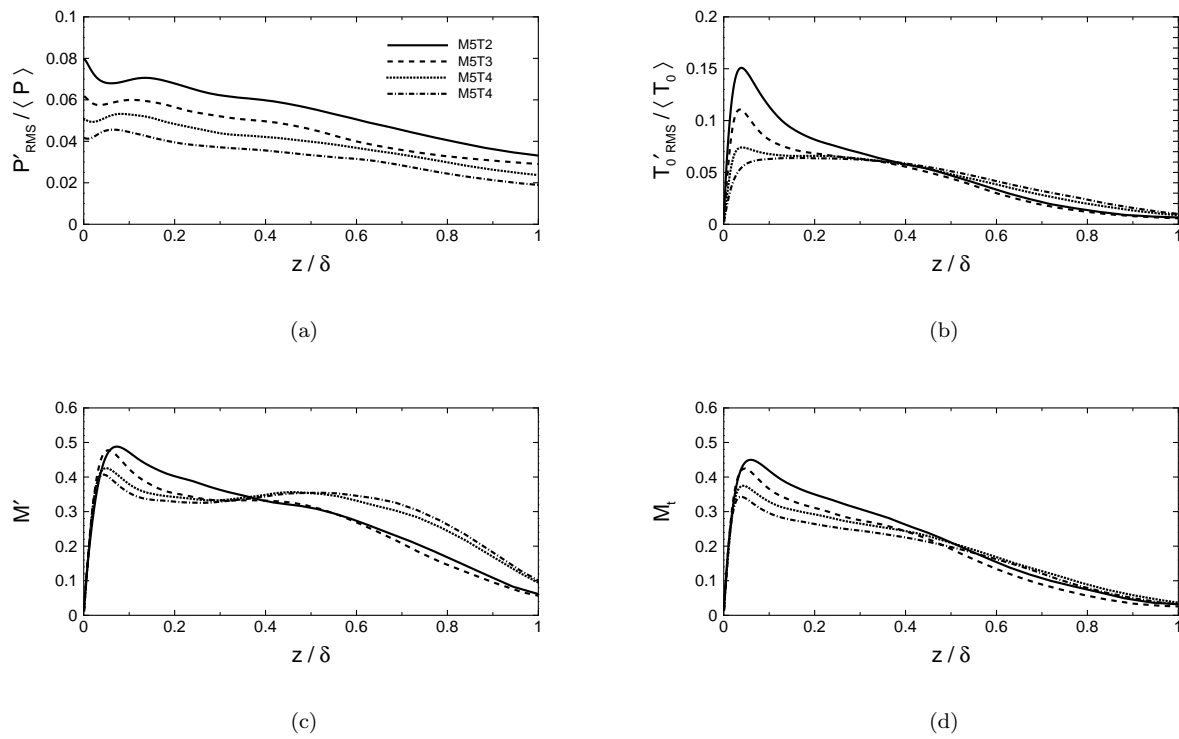 P′RMS / ⟨ P ⟩
0.1
0.08
0.06
0.04
0.02
0
M5T2
M5T3
M5T4
M5T4
0 0.2 0.4 0.6 0.8 1
z / δ
(a)
T0′RMS / ⟨ T0 ⟩
0.2
0.15
0.1
0.05
0
0 0.2 0.4 0.6 0.8 1
z / δ
(b)
M′
0.6
0.5
0.4
0.3
0.2
0.1
0
0 0.2 0.4 0.6 0.8 1
z / δ
(c)
Mt
0.6
0.5
0.4
0.3
0.2
0.1
0
0 0.2 0.4 0.6 0.8 1
z / δ
(d)